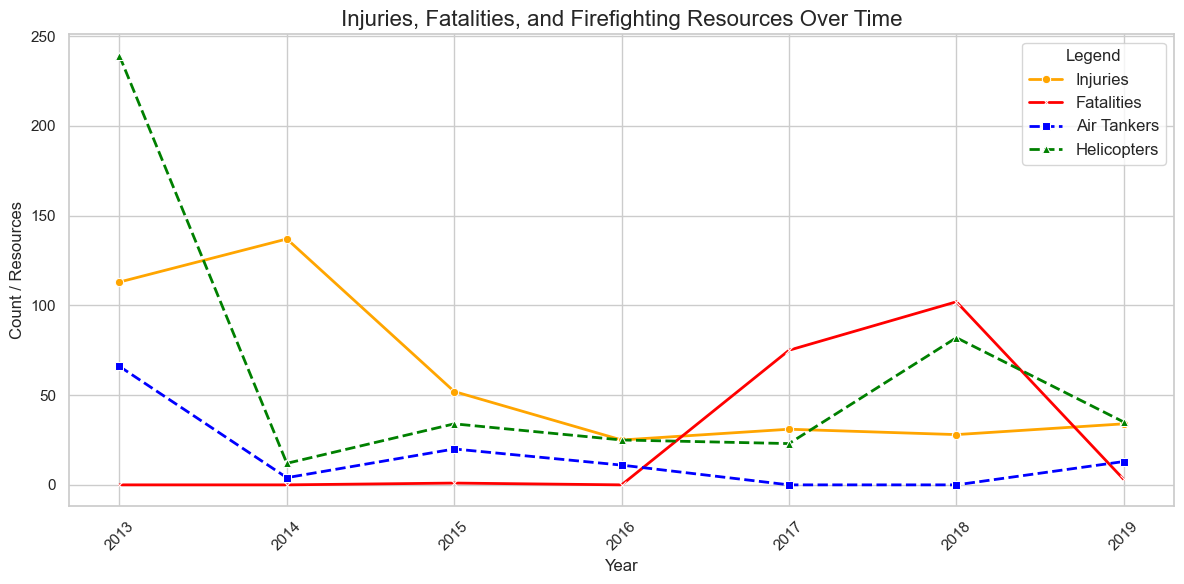 Injuries, Fatalities, and Firefighting Resources Over Time
Count / Resources
250
200
150
100
50
0
Legend
Injuries
Fatalities
Air Tankers
Helicopters
2013
2014
2015
2016
2017
2018
2019
Year